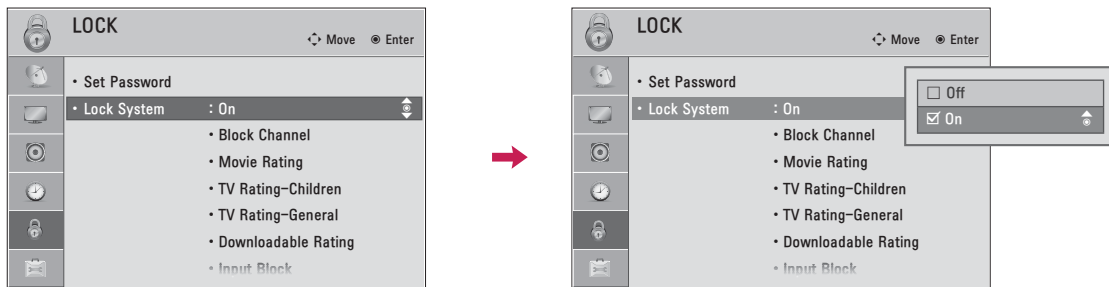 LOCK
Move Enter
• Set Password
• Lock System : On
• Block Channel
• Movie Rating
• TV Rating-Children
• TV Rating-General
• Downloadable Rating
• Input Block
LOCK
Move Enter
• Set Password
• Lock System : On
• Block Channel
• Movie Rating
• TV Rating-Children
• TV Rating-General
• Downloadable Rating
• Input Block
Off
On